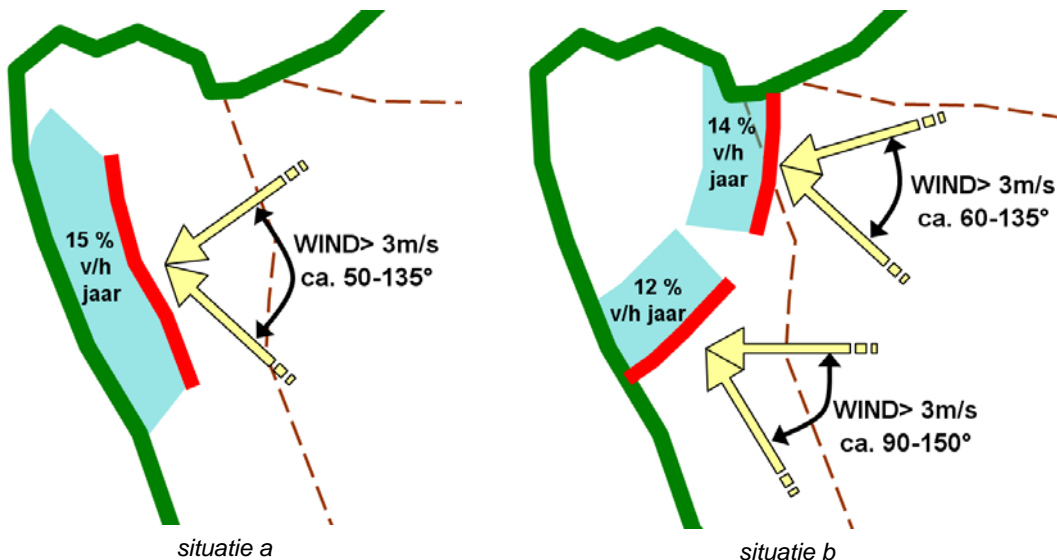 15 %
v/h
jaar
WIND> 3m/s
ca. 50-135°
situatie a
14 %
v/h
jaar
WIND> 3m/s
ca. 60-135°
12 %
v/h jaar
WIND> 3m/s
ca. 90-150°
situatie b